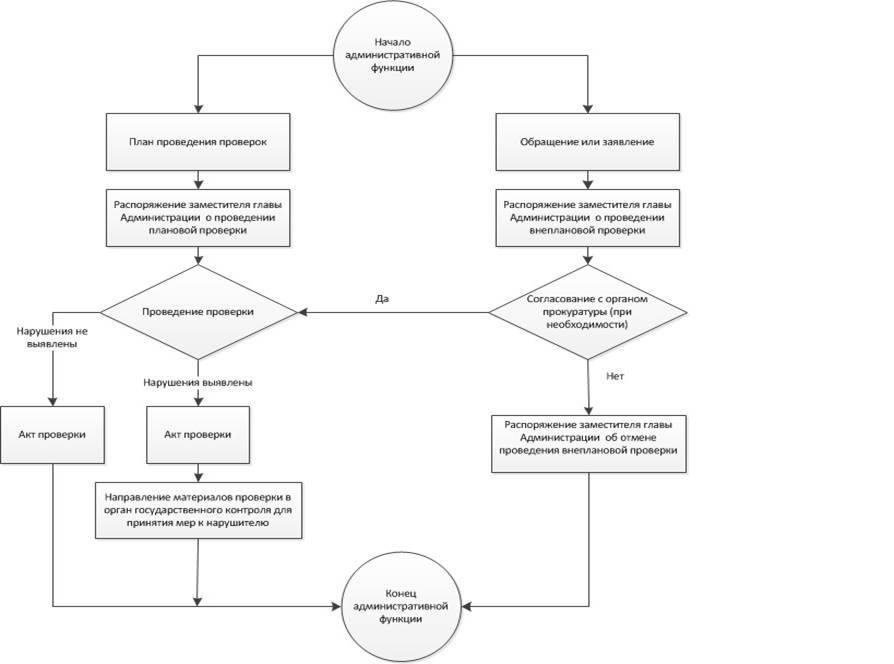 Начало
административной
функции
План проведения проверок
Обращение или заявление
Распоряжение заместителя главы
Администрации о проведении
плановой проверки
Распоряжение заместителя главы
Администрации о проведении
внеплановой проверки
Проведение проверки
Да
Согласование с органом
прокуратуры (при
необходимости)
Нарушения не
выявлены
Нарушения выявлены
Нет
Акт проверки
Акт проверки
Распоряжение заместителя главы
Администрации об отмене
проведения внеплановой проверки
Направление материалов проверки в
орган государственного контроля для
принятия мер к нарушителю
Конец
административной
функции